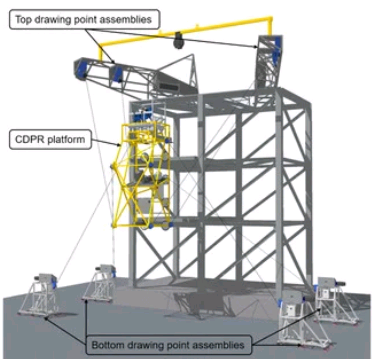 Top drawing point assemblies
CDPR platform
Bottom drawing point assemblies